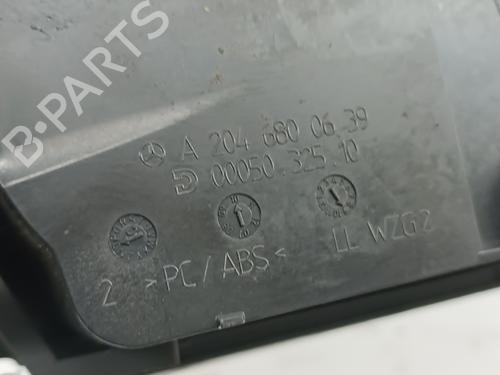 B-PARTS
A 204 680 06 39
00050.325.10
2 >PC/ABS< LL WZG2